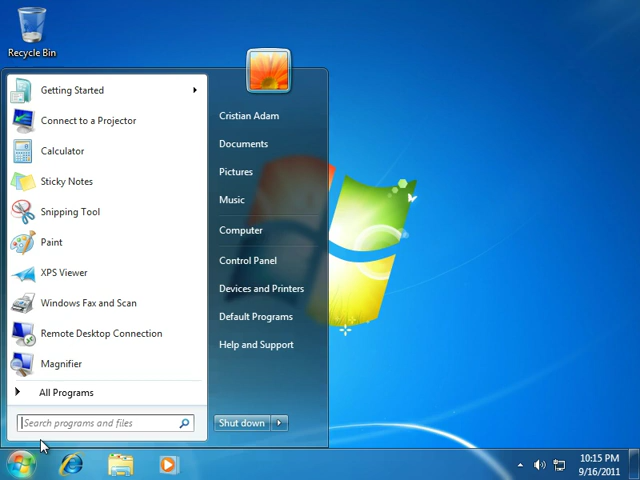 Recycle Bin
Getting Started
Connect to a Projector
Calculator
Sticky Notes
Snipping Tool
Paint
XPS Viewer
Windows Fax and Scan
Remote Desktop Connection
Magnifier
All Programs
Search programs and files
Cristian Adam
Documents
Pictures
Music
Computer
Control Panel
Devices and Printers
Default Programs
Help and Support
Shut down
10:15 PM
9/16/2011